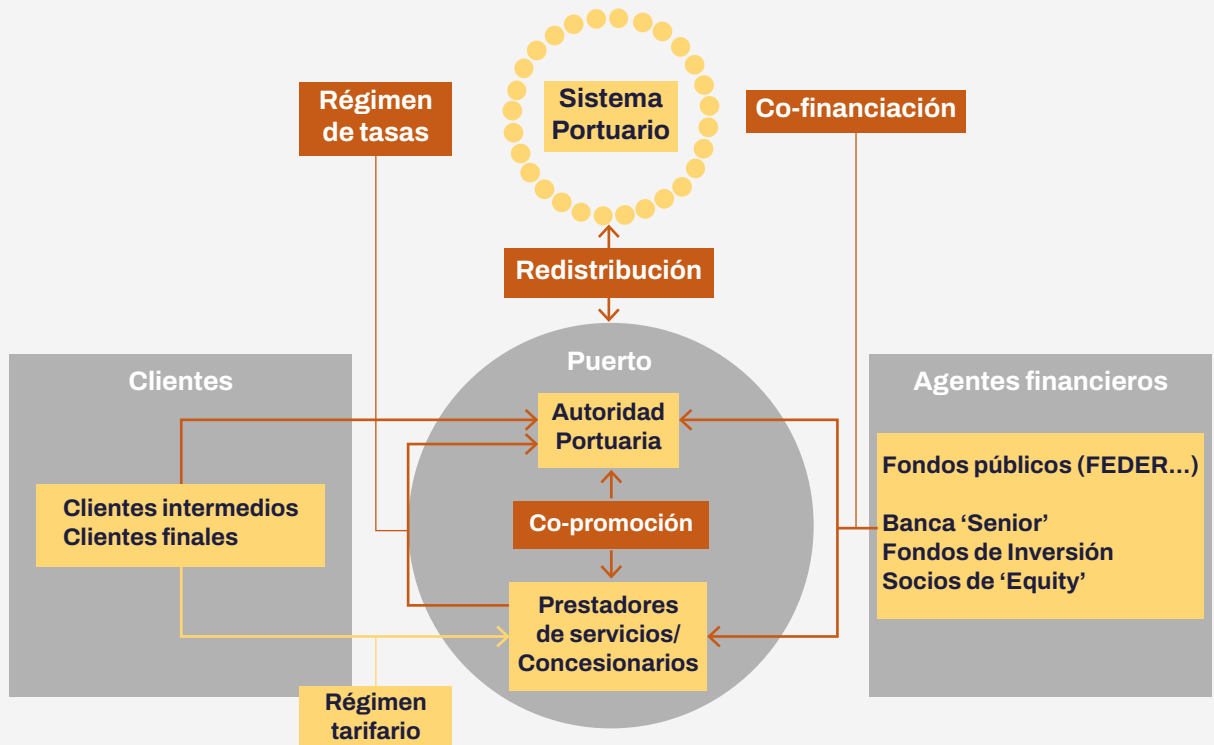 Régimen
de tasas
Sistema
Portuario
Co-financiación
Redistribución
Clientes
Puerto
Agentes financieros
Autoridad
Portuaria
Clientes intermedios
Clientes finales
Co-promoción
Fondos públicos (FEDER...)
Banca ‘Senior’
Fondos de Inversión
Socios de ‘Equity’
Prestadores
de servicios/
Concesionarios
Régimen
tarifario